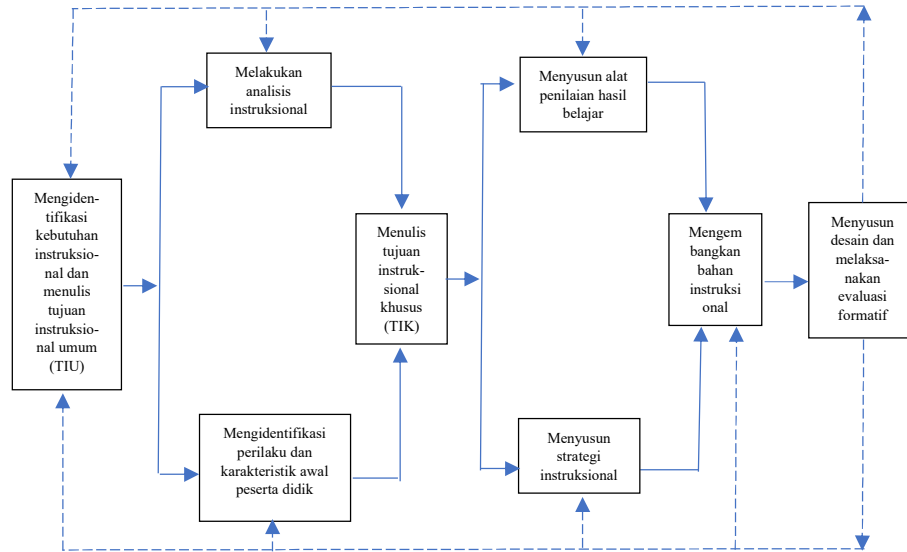 Melakukan
analisis
instruksional
Menyusun alat
penilaian hasil
belajar
Mengiden-
tifikasi
kebutuhan
instruksio-
nal dan
menulis
tujuan
instruksio-
nal umum
(TIU)
Menulis
tujuan
instruk-
sional
khusus
(TIK)
Mengem
bangkan
bahan
instruksi
onal
Menyusun
desain dan
melaksa-
nakan
evaluasi
formatif
Mengidentifikasi
perilaku dan
karakteristik awal
peserta didik
Menyusun
strategi
instruksional